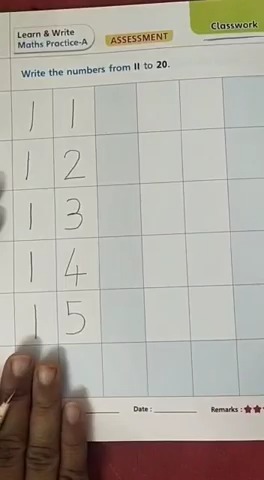 Learn & Write
Maths Practice-A
ASSESSMENT
Classwork
Write the numbers from 11 to 20.
1 1
1 2
1 3
1 4
1 5
1
Date :
Remarks :